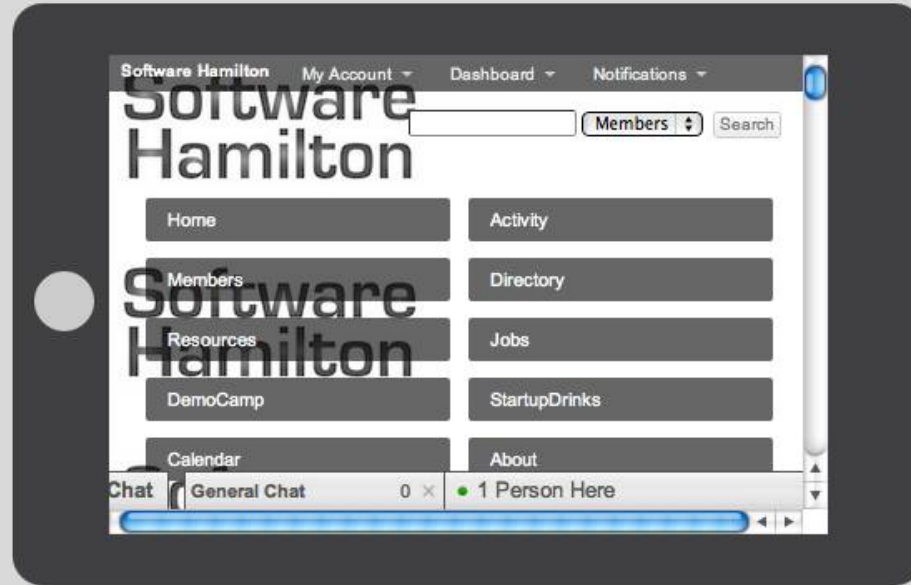 Software Hamilton My Account Dashboard Notifications
Software
Hamilton
Members Search
Home Activity
Members Directory
Software
Hamilton
Resources Jobs
DemoCamp StartupDrinks
Calendar About
Chat General Chat 0 × 1 Person Here